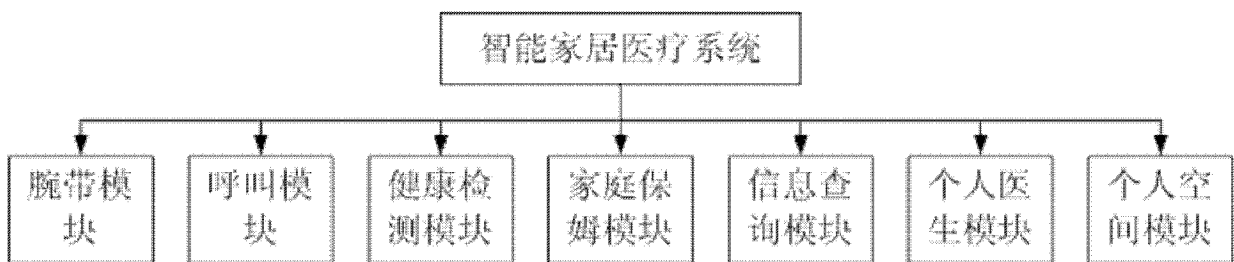 智能家居医疗系统
腕带模
块
呼叫模
块
健康检
测模块
家庭保
姆模块
信息查
询模块
个人医
生模块
个人空
间模块